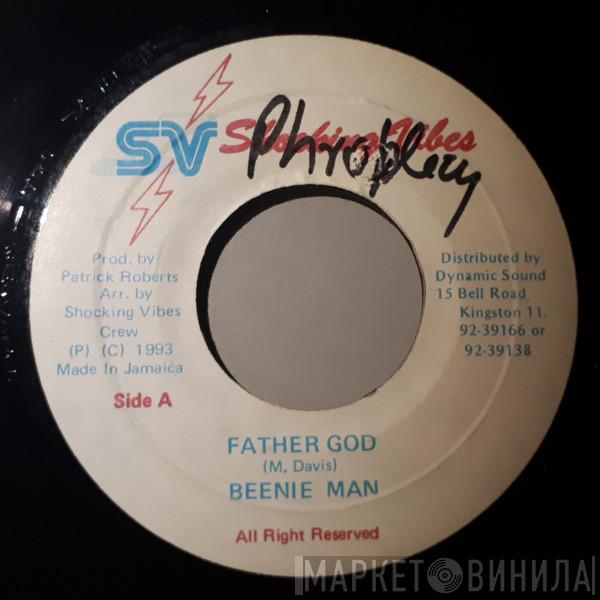 SV Shocking Vibes
Phrophecy
Prod. by
Patrick Roberts
Arr. by
Shocking Vibes
Crew
(P) (C) 1993
Made In Jamaica
Side A
Distributed by
Dynamic Sound
15 Bell Road
Kingston 11.
92-39166 or
92-39138
FATHER GOD
(M. Davis)
BEENIE MAN
All Right Reserved
МАРКЕТ ВИНИЛА